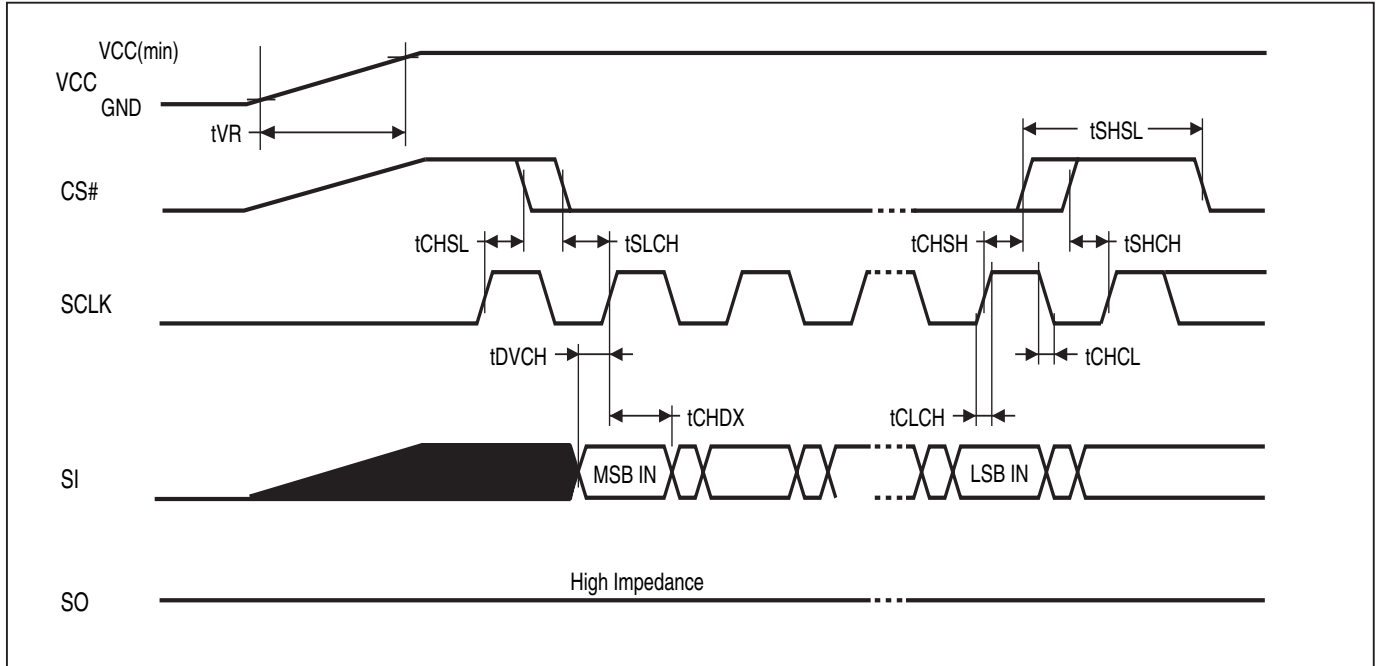 VCC(min)
VCC
GND
tVR
tSHSL
CS#
tCHSL
tSLCH
tCHSH
tSHCH
SCLK
tDVCH
tCHCL
tCHDX
tCLCH
SI
MSB IN
LSB IN
High Impedance
SO